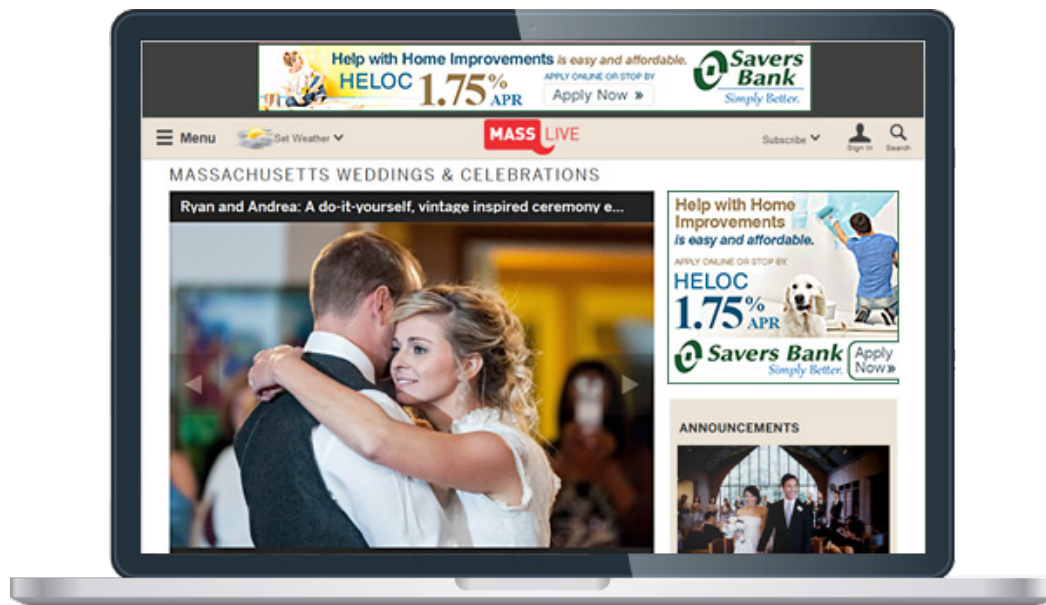 Help with Home Improvements is easy and affordable.
HELOC 1.75% APR
APPLY ONLINE OR STOP BY
Apply Now »
Savers Bank
Simply Better.
Menu
Set Weather
MASS LIVE
Subscribe
Sign In
Search
MASSACHUSETTS WEDDINGS & CELEBRATIONS
Ryan and Andrea: A do-it-yourself, vintage inspired ceremony e...
Help with Home
Improvements
is easy and affordable.
APPLY ONLINE OR STOP BY
HELOC
1.75% APR
Savers Bank
Simply Better.
Apply
Now »
ANNOUNCEMENTS